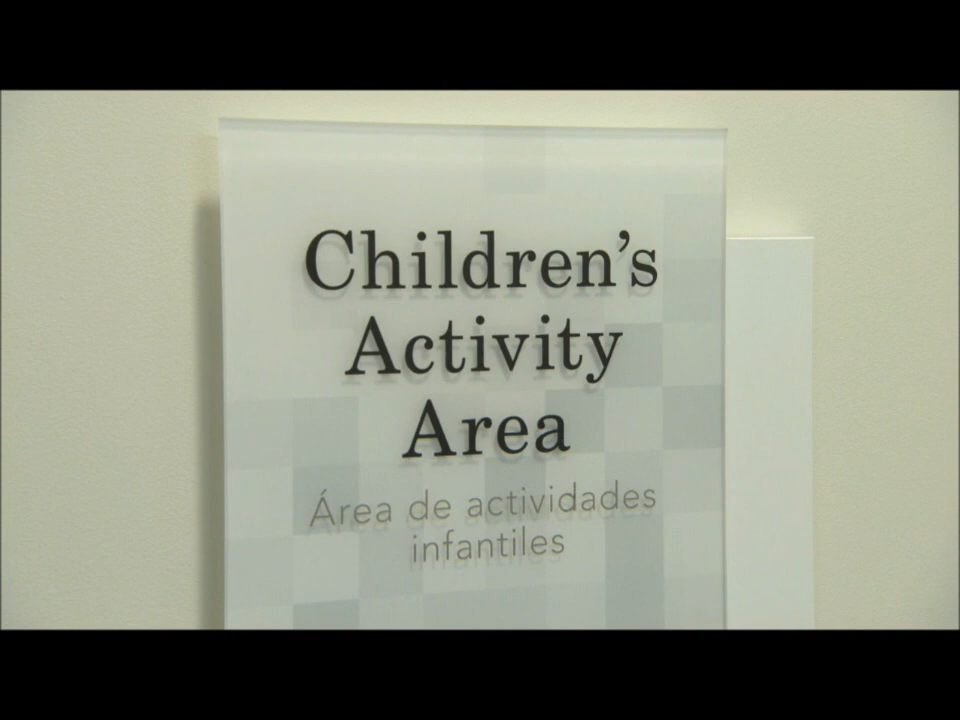 Children’s
Activity
Area
Área de actividades
infantiles